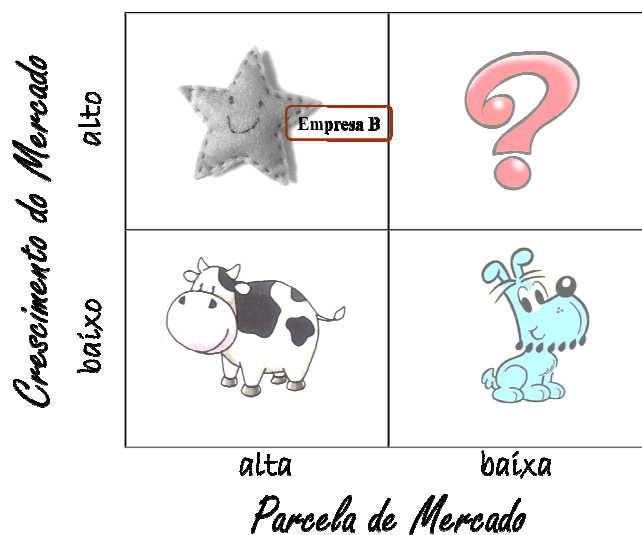 Crescimento do Mercado
alto
baixo
Empresa B
alta
baixa
Parcela de Mercado